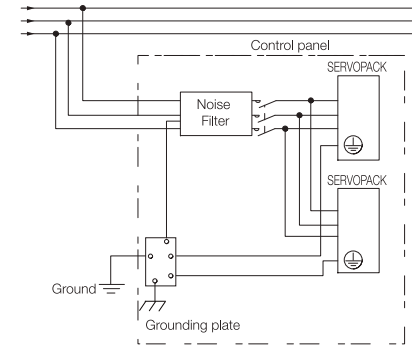 Control panel
SERVOPACK
Noise
Filter
SERVOPACK
Ground
Grounding plate